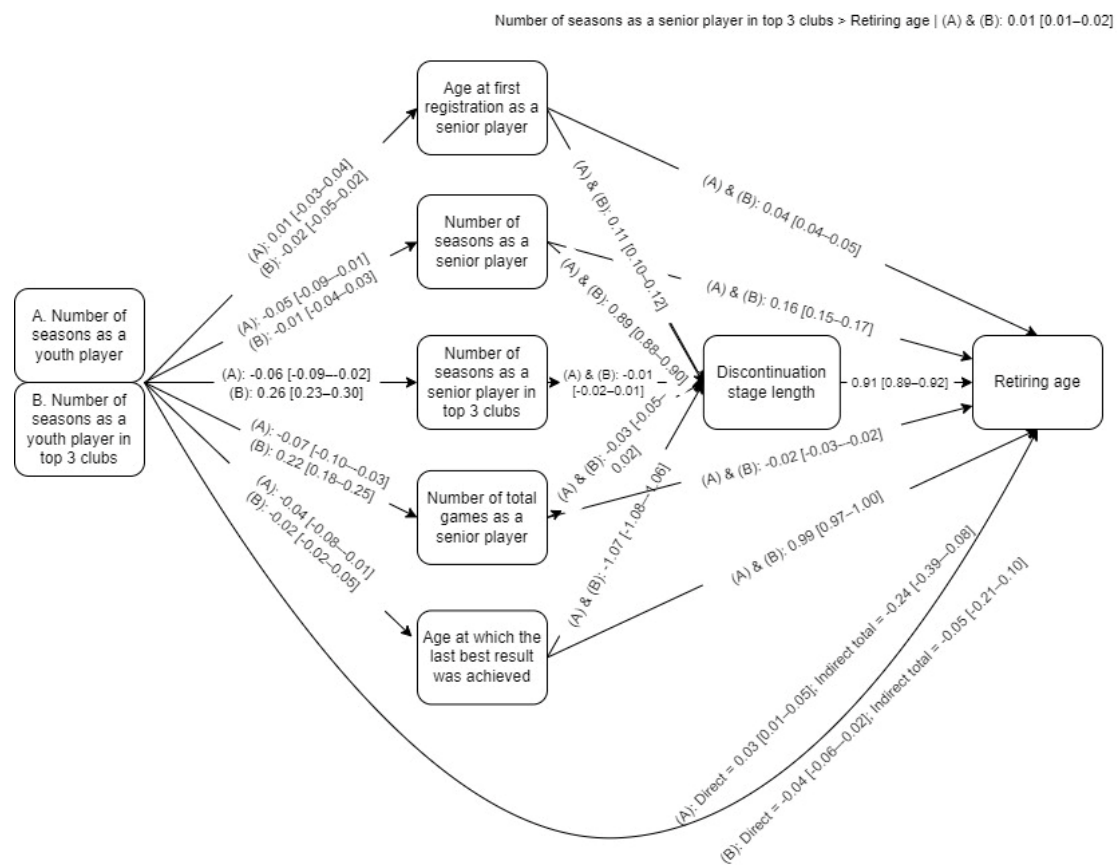 Number of seasons as a senior player in top 3 clubs > Retiring age | (A) & (B): 0.01 [0.01–0.02]
Age at first
registration as a
senior player
(A): 0.01 [-0.03–0.04]
(B): -0.02 [-0.05–0.02]
(A) & (B): 0.11 [0.10–0.12]
(A) & (B): 0.04 [0.04–0.05]
Number of
seasons as a
senior player
(A): -0.05 [-0.09–-0.01]
(B): -0.01 [-0.04–0.03]
(A) & (B): 0.89 [0.88–0.90]
(A) & (B): 0.16 [0.15–0.17]
A. Number of
seasons as a
youth player
B. Number of
seasons as a
youth player in
top 3 clubs
(A): -0.06 [-0.09–-0.02]
(B): 0.26 [0.23–0.30]
Number of
seasons as a
senior player in
top 3 clubs
(A) & (B): -0.01
[-0.02–0.01]
Discontinuation
stage length
0.91 [0.89–0.92]
Retiring age
(A): -0.07 [-0.10–-0.03]
(B): 0.22 [0.18–0.25]
Number of total
games as a
senior player
(A) & (B): -0.03 [-0.05-
0.02]
(A) & (B): -0.02 [-0.03–-0.02]
(A): -0.04 [-0.08–-0.01]
(B): -0.02 [-0.02–0.05]
Age at which the
last best result
was achieved
(A) & (B): -1.07 [-1.08–-1.06]
(A) & (B): 0.99 [0.97–1.00]
(A): Direct = 0.03 [0.01–0.05]; Indirect total = -0.24 [-0.39–-0.08]
(B): Direct = -0.04 [-0.06–-0.02]; Indirect total = -0.05 [-0.21–0.10]